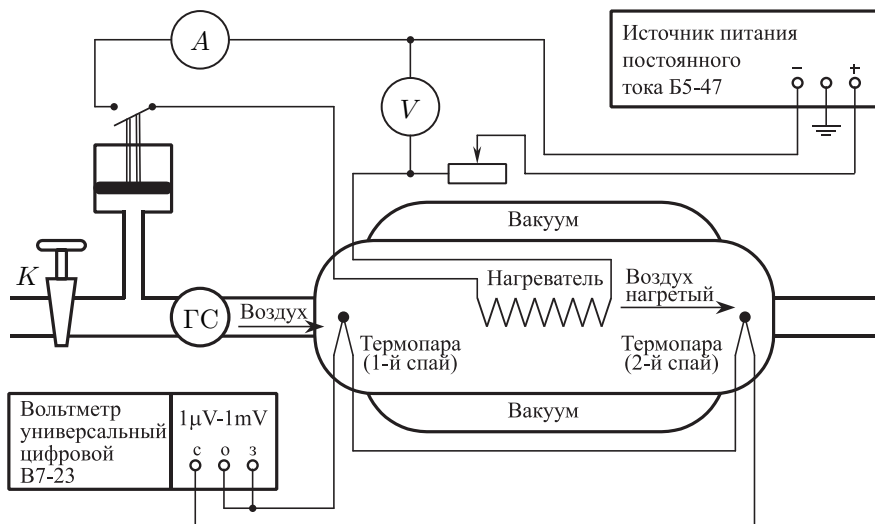 A
V
Источник питания
постоянного
тока Б5-47
−
+
K
ГС
Воздух
Вакуум
Нагреватель
Воздух
нагретый
Термопара
(1-й спай)
Термопара
(2-й спай)
Вакуум
Вольтметр
универсальный
цифровой
В7-23
1μV-1mV
с о з